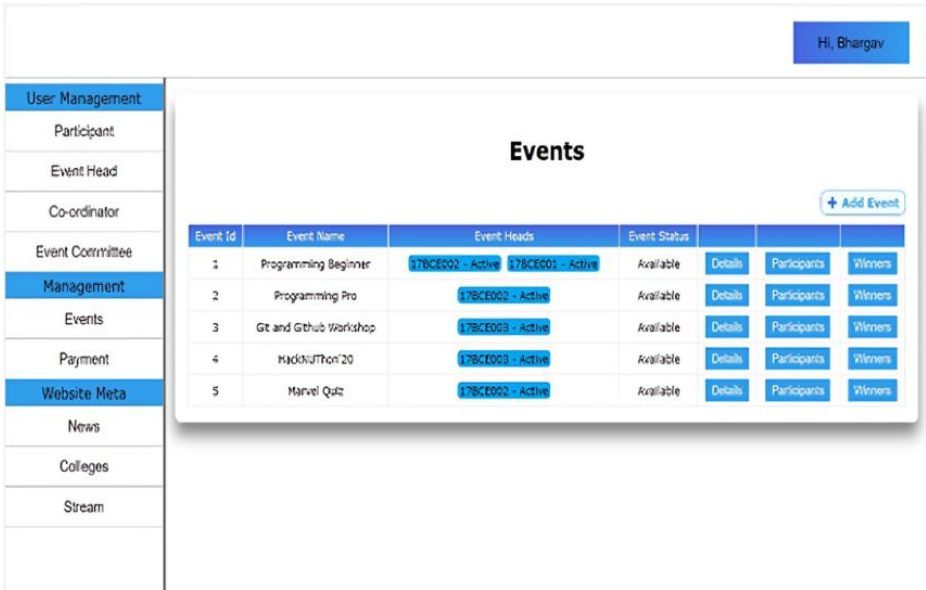 Hi, Bhargav
User Management
Participant
Event Head
Co-ordinator
Event Committee
Management
Events
Payment
Website Meta
News
Colleges
Stream
Events
+ Add Event
Event Id Event Name Event Heads Event Status
1 Programming Beginner 17BCE002 - Active 17BCE001 - Active Available Details Participants Winners
2 Programming Pro 17BCE002 - Active Available Details Participants Winners
3 Git and Github Workshop 17BCE003 - Active Available Details Participants Winners
4 HackNUThon'20 17BCE003 - Active Available Details Participants Winners
5 Marvel Quiz 17BCE002 - Active Available Details Participants Winners